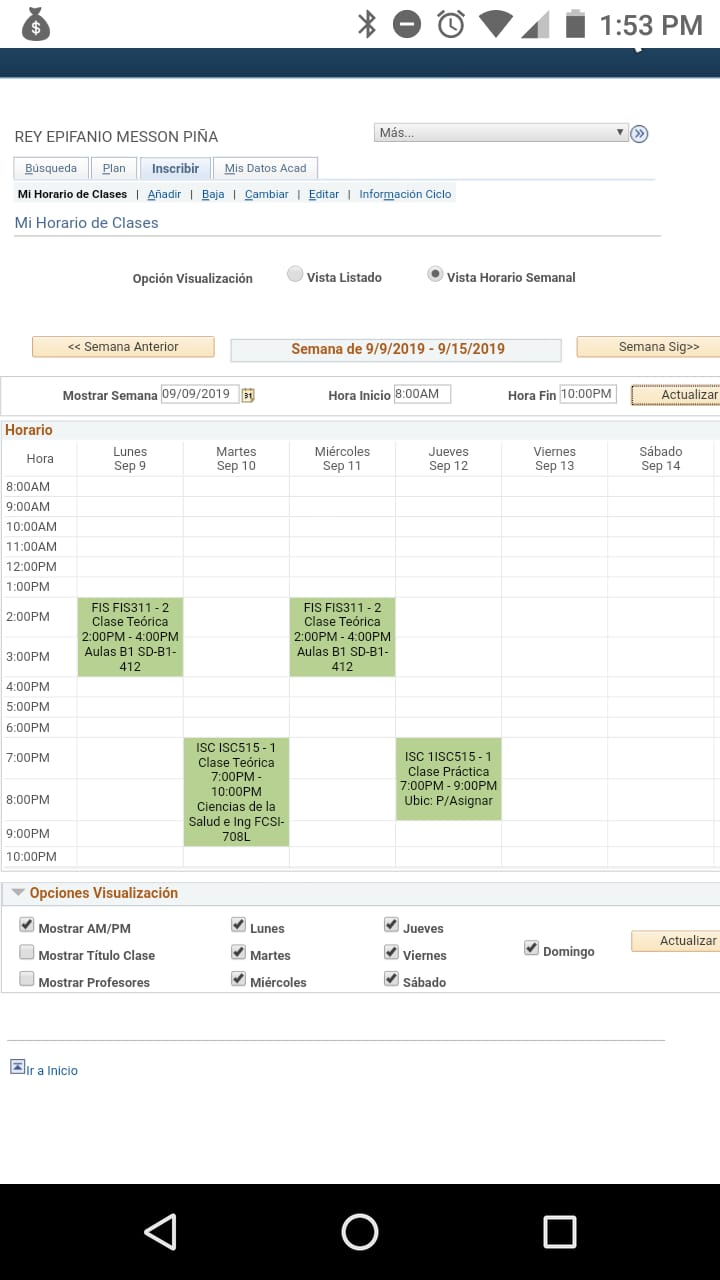 1:53 PM
REY EPIFANIO MESSON PIÑA
Más...
Búsqueda Plan Inscribir Mis Datos Acad
Mi Horario de Clases | Añadir | Baja | Cambiar | Editar | Información Ciclo
Mi Horario de Clases
Opción Visualización Vista Listado Vista Horario Semanal
<< Semana Anterior Semana de 9/9/2019 - 9/15/2019 Semana Sig>>
Mostrar Semana 09/09/2019 31 Hora Inicio 8:00AM Hora Fin 10:00PM Actualizar
Horario
Hora
Lunes
Sep 9
Martes
Sep 10
Miércoles
Sep 11
Jueves
Sep 12
Viernes
Sep 13
Sábado
Sep 14
8:00AM
9:00AM
10:00AM
11:00AM
12:00PM
1:00PM
2:00PM
3:00PM
FIS FIS311 - 2
Clase Teórica
2:00PM - 4:00PM
Aulas B1 SD-B1-
412
FIS FIS311 - 2
Clase Teórica
2:00PM - 4:00PM
Aulas B1 SD-B1-
412
4:00PM
5:00PM
6:00PM
7:00PM
8:00PM
9:00PM
ISC ISC515 - 1
Clase Teórica
7:00PM -
10:00PM
Ciencias de la
Salud e Ing FCSI-
708L
ISC 1ISC515 - 1
Clase Práctica
7:00PM - 9:00PM
Ubic: P/Asignar
10:00PM
Opciones Visualización
Mostrar AM/PM Lunes Jueves
Mostrar Título Clase Martes Viernes Domingo Actualizar
Mostrar Profesores Miércoles Sábado
Ir a Inicio